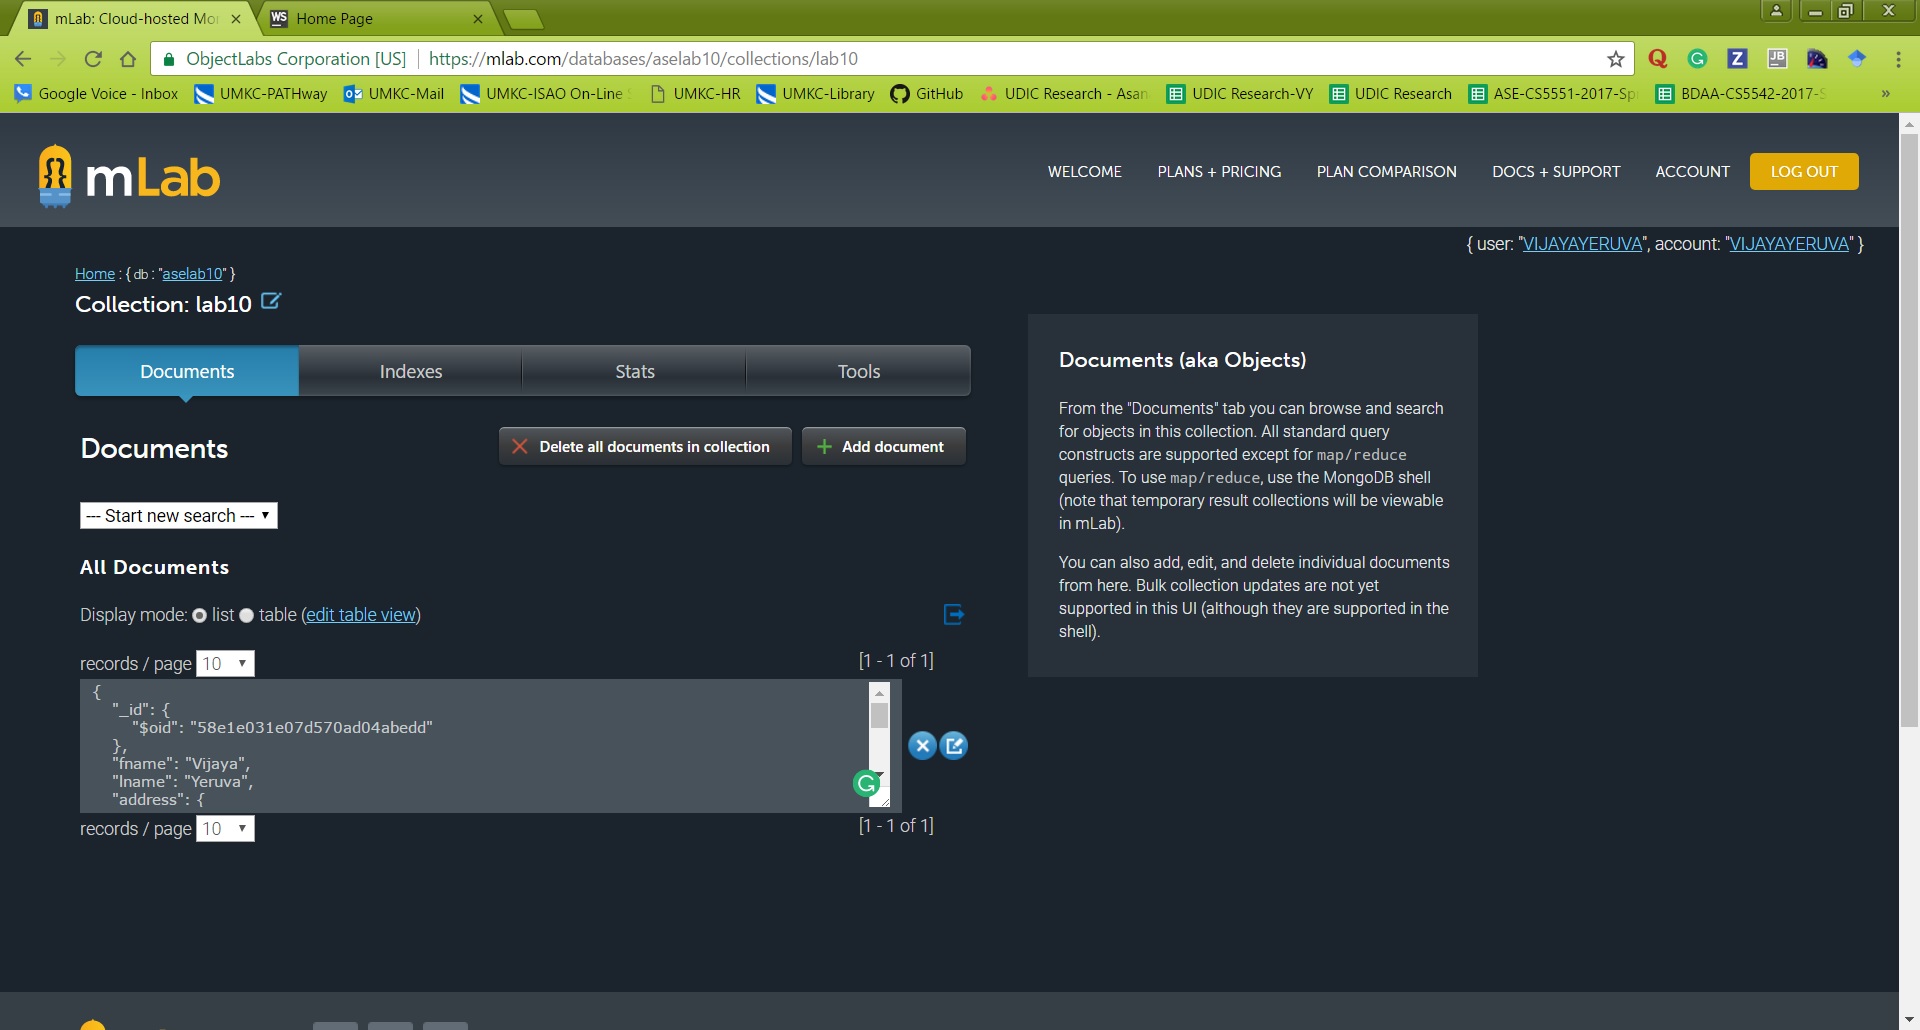 mLab: Cloud-hosted Mo
WS Home Page
ObjectLabs Corporation [US] https://mlab.com/databases/aselab10/collections/lab10
Google Voice - Inbox UMKC-PATHway UMKC-Mail UMKC-ISAO On-Line UMKC-HR UMKC-Library GitHub UDIC Research - Asan UDIC Research-VY UDIC Research ASE-CS5551-2017-Sp BDAA-CS5542-2017-S »
mLab
WELCOME PLANS + PRICING PLAN COMPARISON DOCS + SUPPORT ACCOUNT LOG OUT
{ user: "VIJAYAYERUVA", account: "VIJAYAYERUVA" }
Home : { db : "aselab10" }
Collection: lab10
Documents Indexes Stats Tools
Documents
Delete all documents in collection
Add document
--- Start new search ---
All Documents
Display mode: list table (edit table view)
records / page 10 [1 - 1 of 1]
{
"_id": {
"$oid": "58e1e031e07d570ad04abedd"
},
"fname": "Vijaya",
"lname": "Yeruva",
"address": {
records / page 10 [1 - 1 of 1]
Documents (aka Objects)
From the "Documents" tab you can browse and search
for objects in this collection. All standard query
constructs are supported except for map/reduce
queries. To use map/reduce, use the MongoDB shell
(note that temporary result collections will be viewable
in mLab).
You can also add, edit, and delete individual documents
from here. Bulk collection updates are not yet
supported in this UI (although they are supported in the
shell).